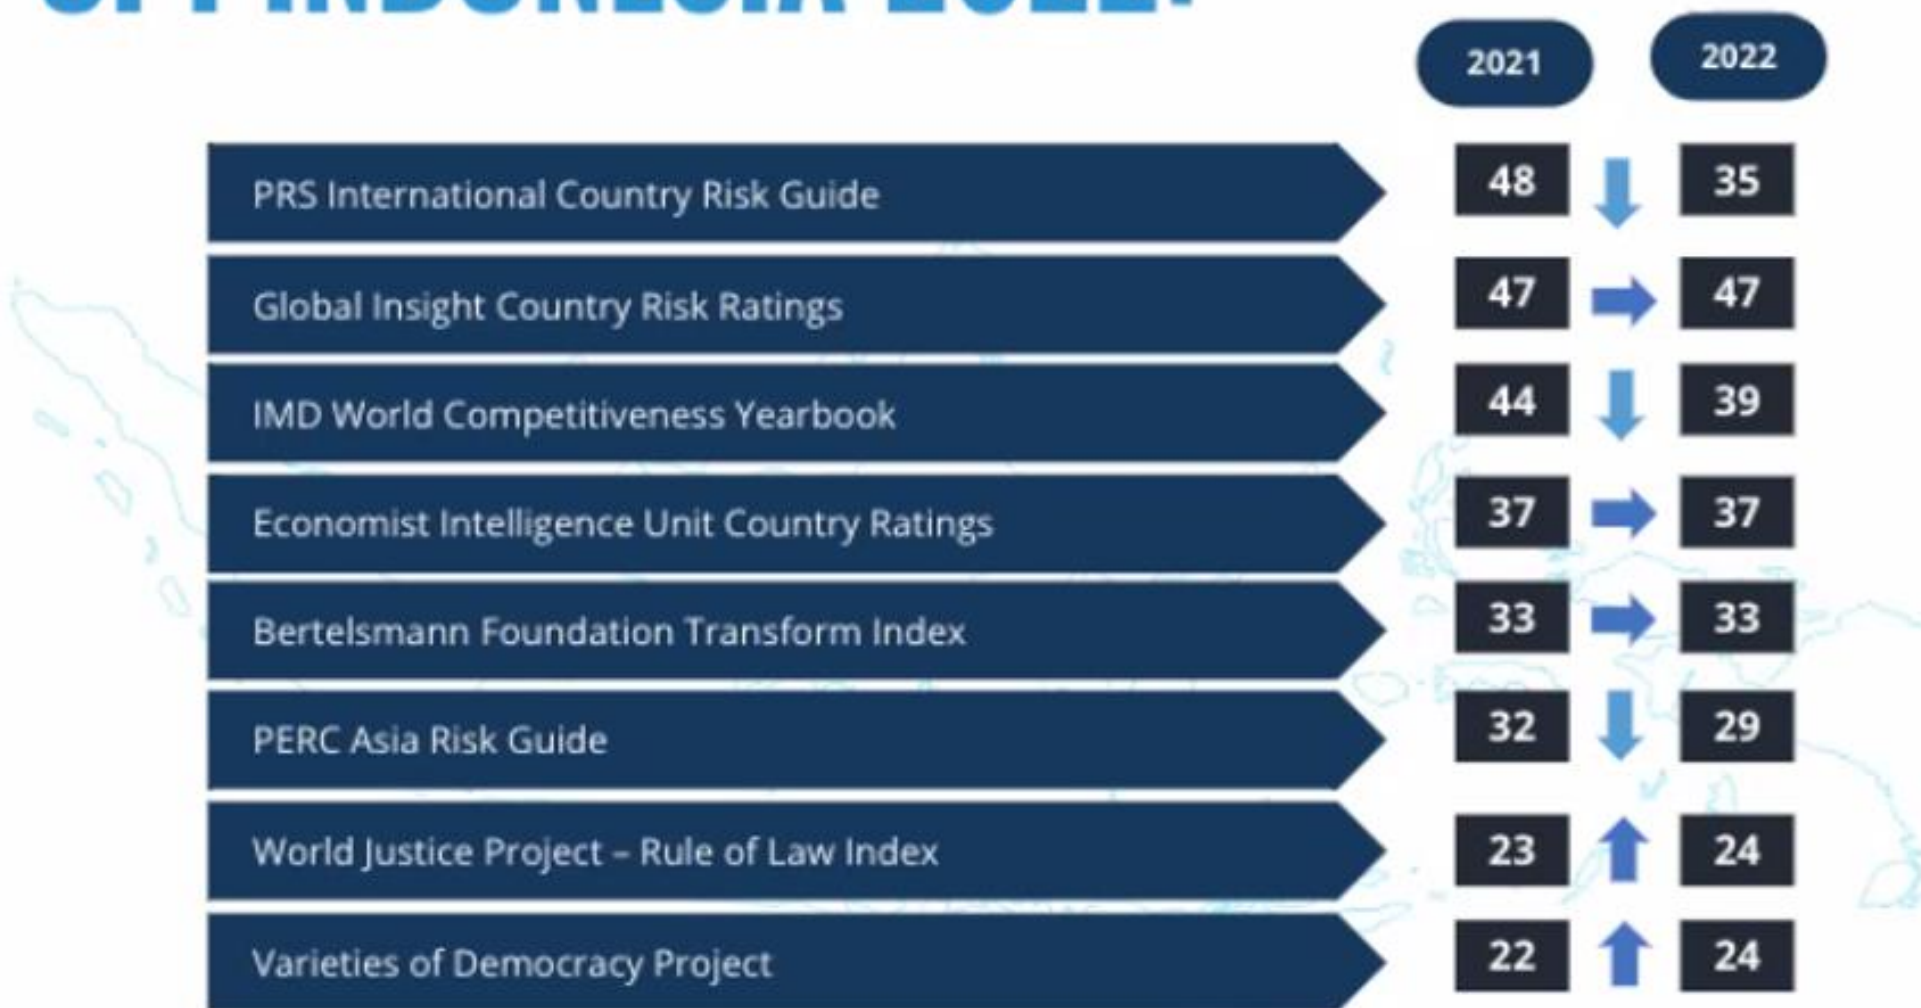 INDONESIA 2022?
2021 2022
PRS International Country Risk Guide 48 35
Global Insight Country Risk Ratings 47 47
IMD World Competitiveness Yearbook 44 39
Economist Intelligence Unit Country Ratings 37 37
Bertelsmann Foundation Transform Index 33 33
PERC Asia Risk Guide 32 29
World Justice Project – Rule of Law Index 23 24
Varieties of Democracy Project 22 24